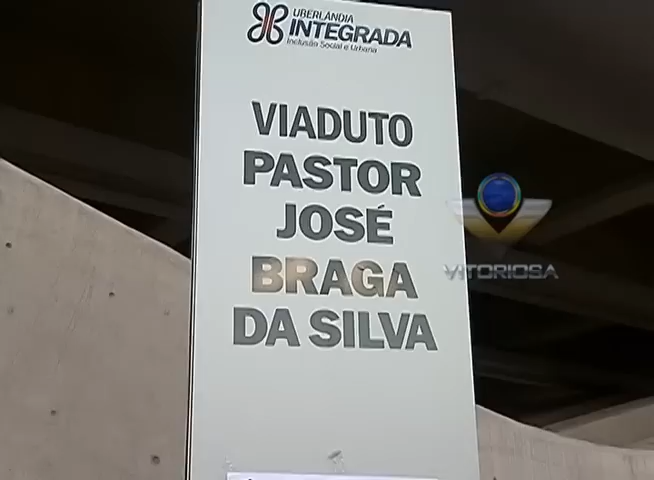 UBERLÂNDIA
INTEGRADA
Inclusão Social e Urbana
VIADUTO
PASTOR
JOSÉ
BRAGA
DA SILVA
VITORIOSA